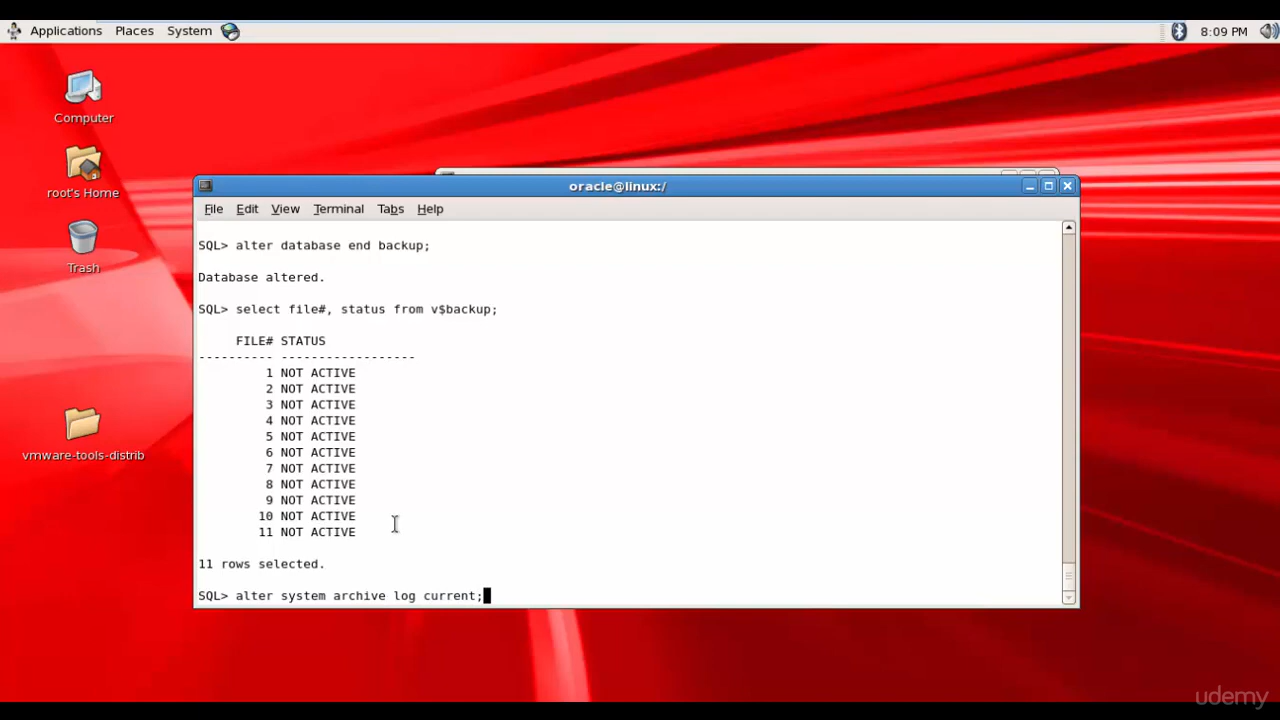 Applications Places System 8:09 PM
Computer
root's Home
Trash
vmware-tools-distrib
oracle@linux:/
File Edit View Terminal Tabs Help
SQL> alter database end backup;
Database altered.
SQL> select file#, status from v$backup;
FILE# STATUS
---------- ------------------
1 NOT ACTIVE
2 NOT ACTIVE
3 NOT ACTIVE
4 NOT ACTIVE
5 NOT ACTIVE
6 NOT ACTIVE
7 NOT ACTIVE
8 NOT ACTIVE
9 NOT ACTIVE
10 NOT ACTIVE
11 NOT ACTIVE
11 rows selected.
SQL> alter system archive log current;
udemy